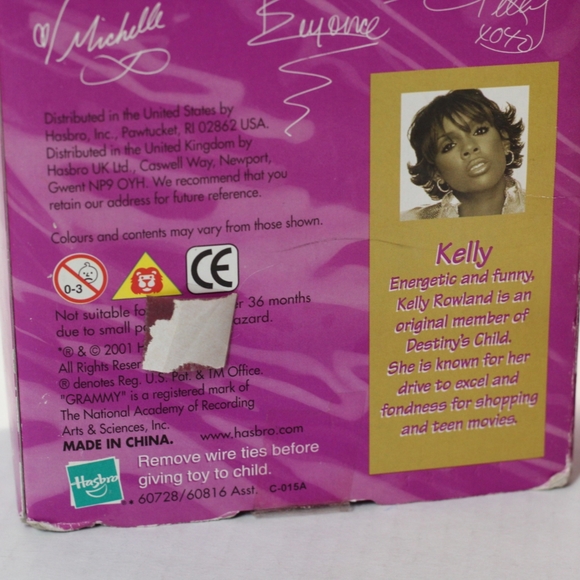 Michelle
Beyonce
Kelly
xoxo
Distributed in the United States by
Hasbro, Inc., Pawtucket, RI 02862 USA.
Distributed in the United Kingdom by
Hasbro UK Ltd., Caswell Way, Newport,
Gwent NP9 OYH. We recommend that you
retain our address for future reference.
Colours and contents may vary from those shown.
0-3
CE
Not suitable 36 months
due to small
*® & © 2001
All Rights
® denotes Reg. U.S. Pat. & TM Office.
"GRAMMY" is a registered mark of
The National Academy of Recording
Arts & Sciences, Inc.
MADE IN CHINA. www.hasbro.com
Hasbro
Remove wire ties before
giving toy to child.
60728/60816 Asst. C-015A
Kelly
Energetic and funny,
Kelly Rowland is an
original member of
Destiny's Child.
She is known for her
drive to excel and
fondness for shopping
and teen movies.